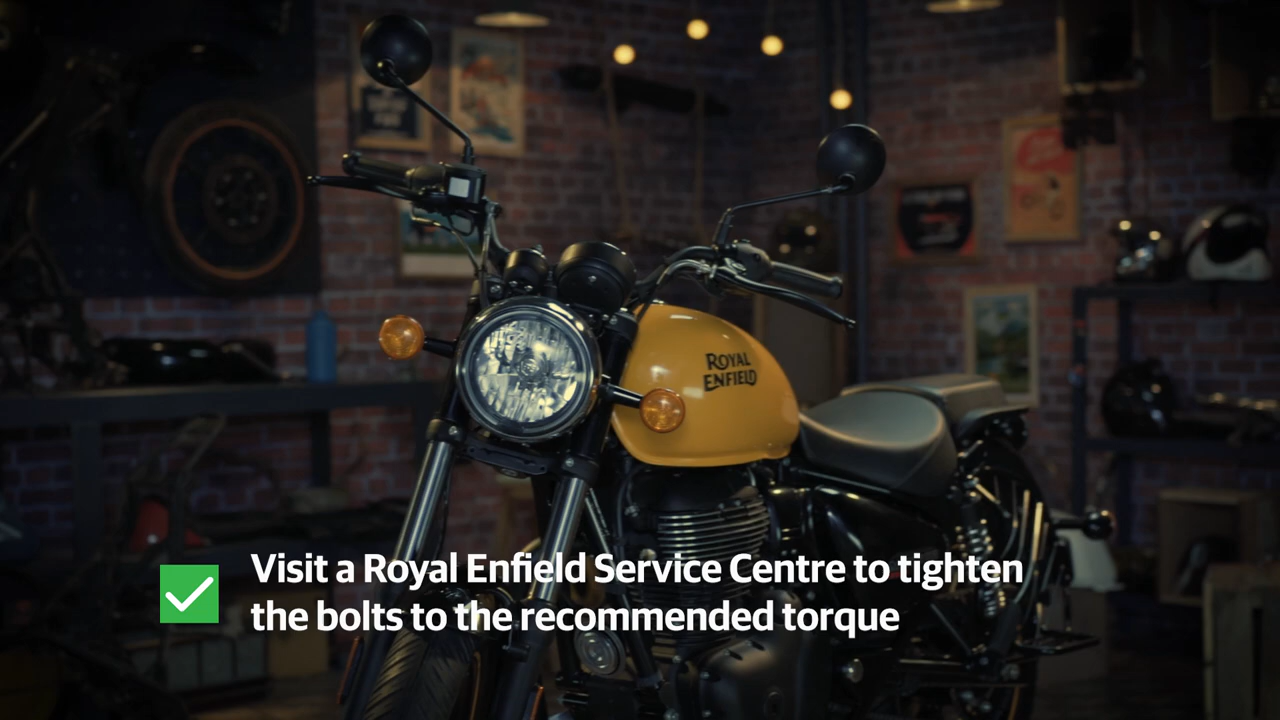 ROYAL
ENFIELD
Visit a Royal Enfield Service Centre to tighten
the bolts to the recommended torque